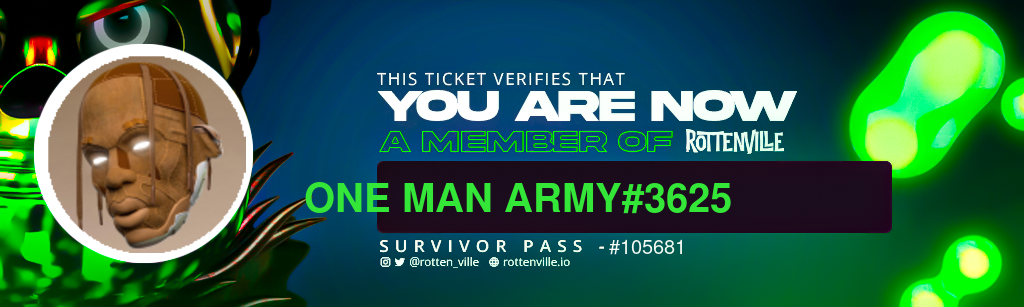 THIS TICKET VERIFIES THAT
YOU ARE NOW
A MEMBER OF ROTTENVILLE
ONE MAN ARMY#3625
SURVIVOR PASS - #105681
@rotten_ville rottenville.io